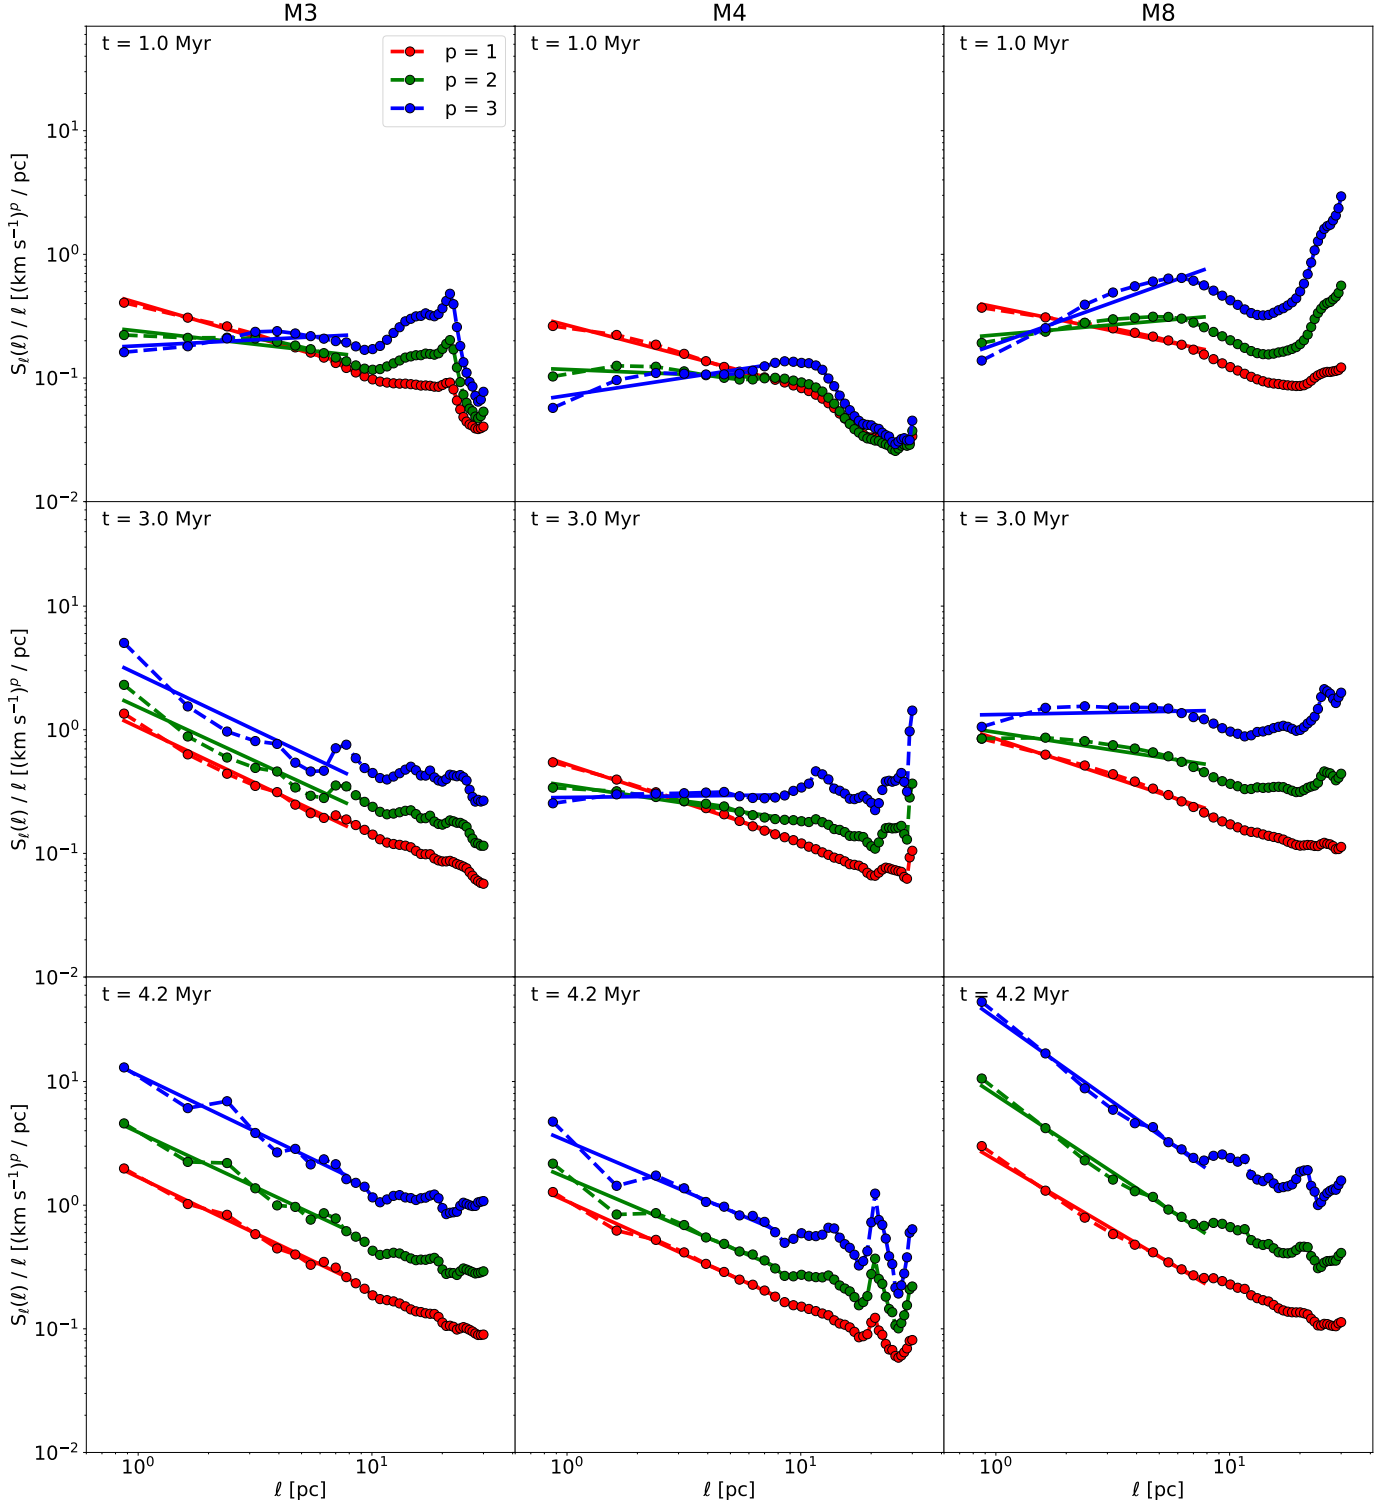 M3 M4 M8
t = 1.0 Myr t = 1.0 Myr t = 1.0 Myr
p = 1
p = 2
p = 3
10¹
10⁰
10⁻¹
10⁻²
S_ℓ(ℓ) / ℓ [(km s⁻¹)ᵖ / pc]
t = 3.0 Myr t = 3.0 Myr t = 3.0 Myr
10¹
10⁰
10⁻¹
10⁻²
S_ℓ(ℓ) / ℓ [(km s⁻¹)ᵖ / pc]
t = 4.2 Myr t = 4.2 Myr t = 4.2 Myr
10¹
10⁰
10⁻¹
10⁻²
S_ℓ(ℓ) / ℓ [(km s⁻¹)ᵖ / pc]
10⁰ 10¹ 10⁰ 10¹ 10⁰ 10¹
ℓ [pc] ℓ [pc] ℓ [pc]